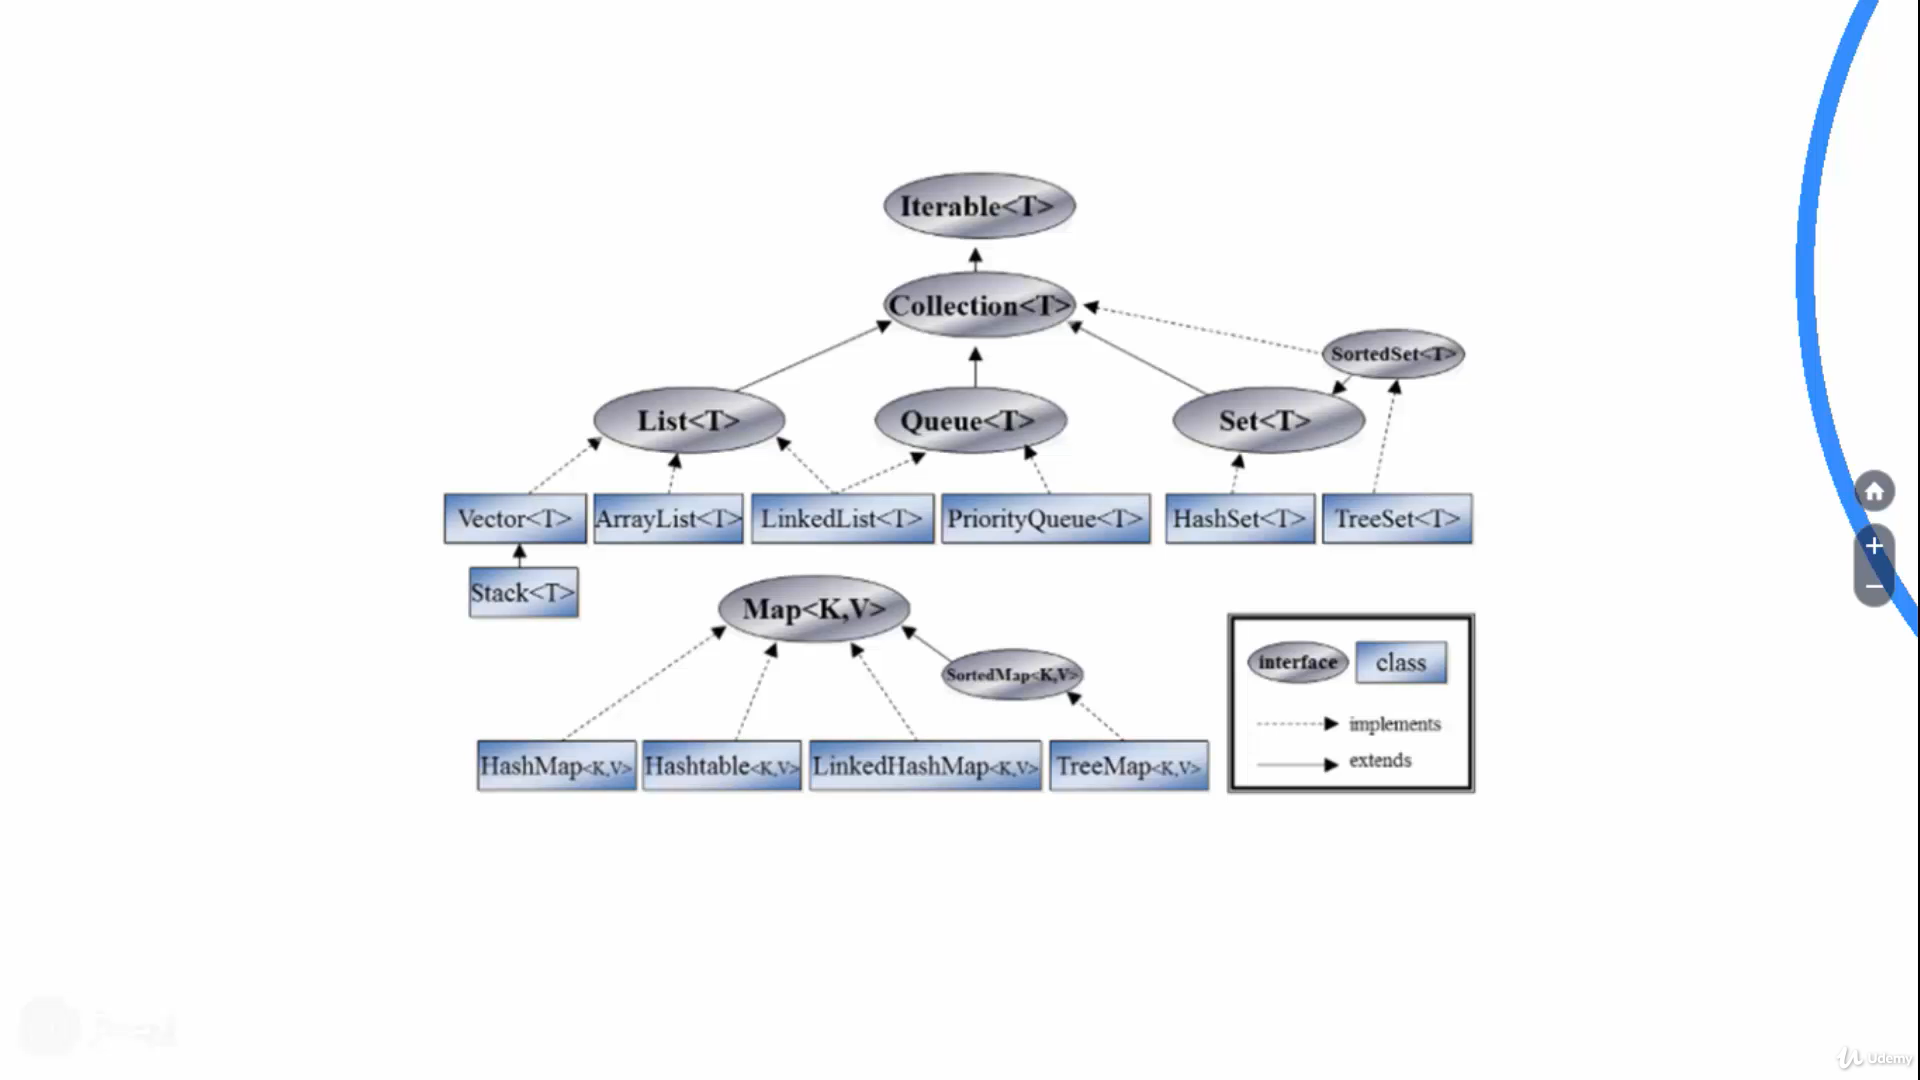 Iterable<T>
Collection<T>
SortedSet<T>
List<T>
Queue<T>
Set<T>
Vector<T>
ArrayList<T>
LinkedList<T>
PriorityQueue<T>
HashSet<T>
TreeSet<T>
Stack<T>
Map<K,V>
SortedMap<K,V>
HashMap<K,V>
Hashtable<K,V>
LinkedHashMap<K,V>
TreeMap<K,V>
interface
class
implements
extends
Udemy